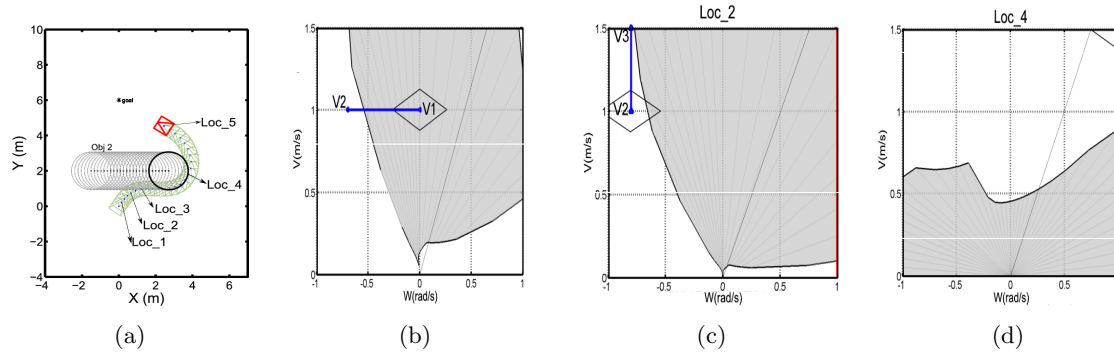 Loc_2
Loc_4
10
8
6
4
2
0
-2
-4
Y (m)
goal
Obj 2
Loc_5
Loc_4
Loc_3
Loc_2
Loc_1
-2
0
2
4
6
X (m)
1.5
1
0.5
0
V(m/s)
V2
V1
-1
-0.5
0
0.5
1
W(rad/s)
1.5
1
0.5
0
V(m/s)
V3
V2
-1
-0.5
0
0.5
1
W(rad/s)
1.5
1
0.5
0
V(m/s)
-1
-0.5
0
0.5
1
W(rad/s)
(a)
(b)
(c)
(d)